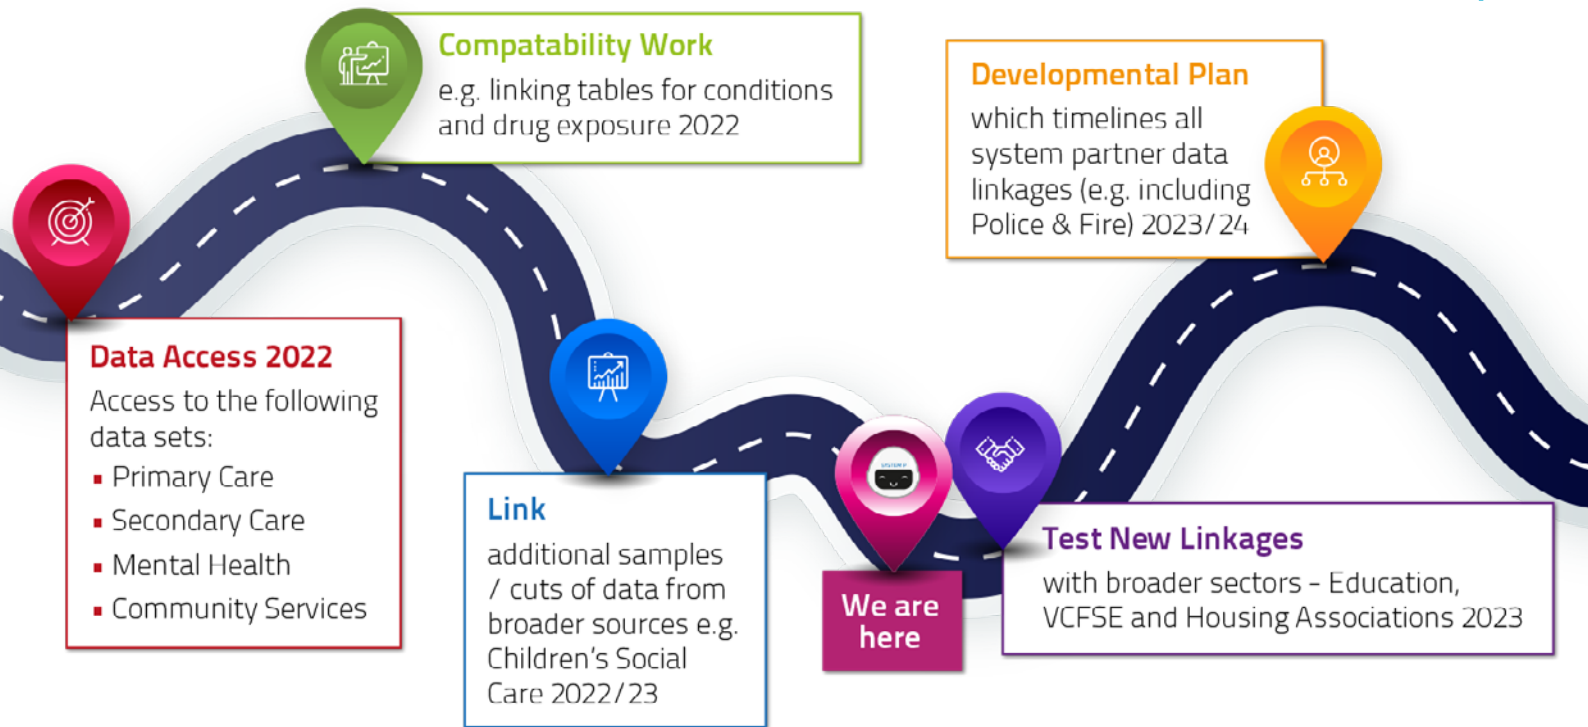 Compatability Work
e.g. linking tables for conditions
and drug exposure 2022
Developmental Plan
which timelines all
system partner data
linkages (e.g. including
Police & Fire) 2023/24
Data Access 2022
Access to the following
data sets:
▪ Primary Care
▪ Secondary Care
▪ Mental Health
▪ Community Services
Link
additional samples
/ cuts of data from
broader sources e.g.
Children’s Social
Care 2022/23
We are
here
Test New Linkages
with broader sectors - Education,
VCFSE and Housing Associations 2023